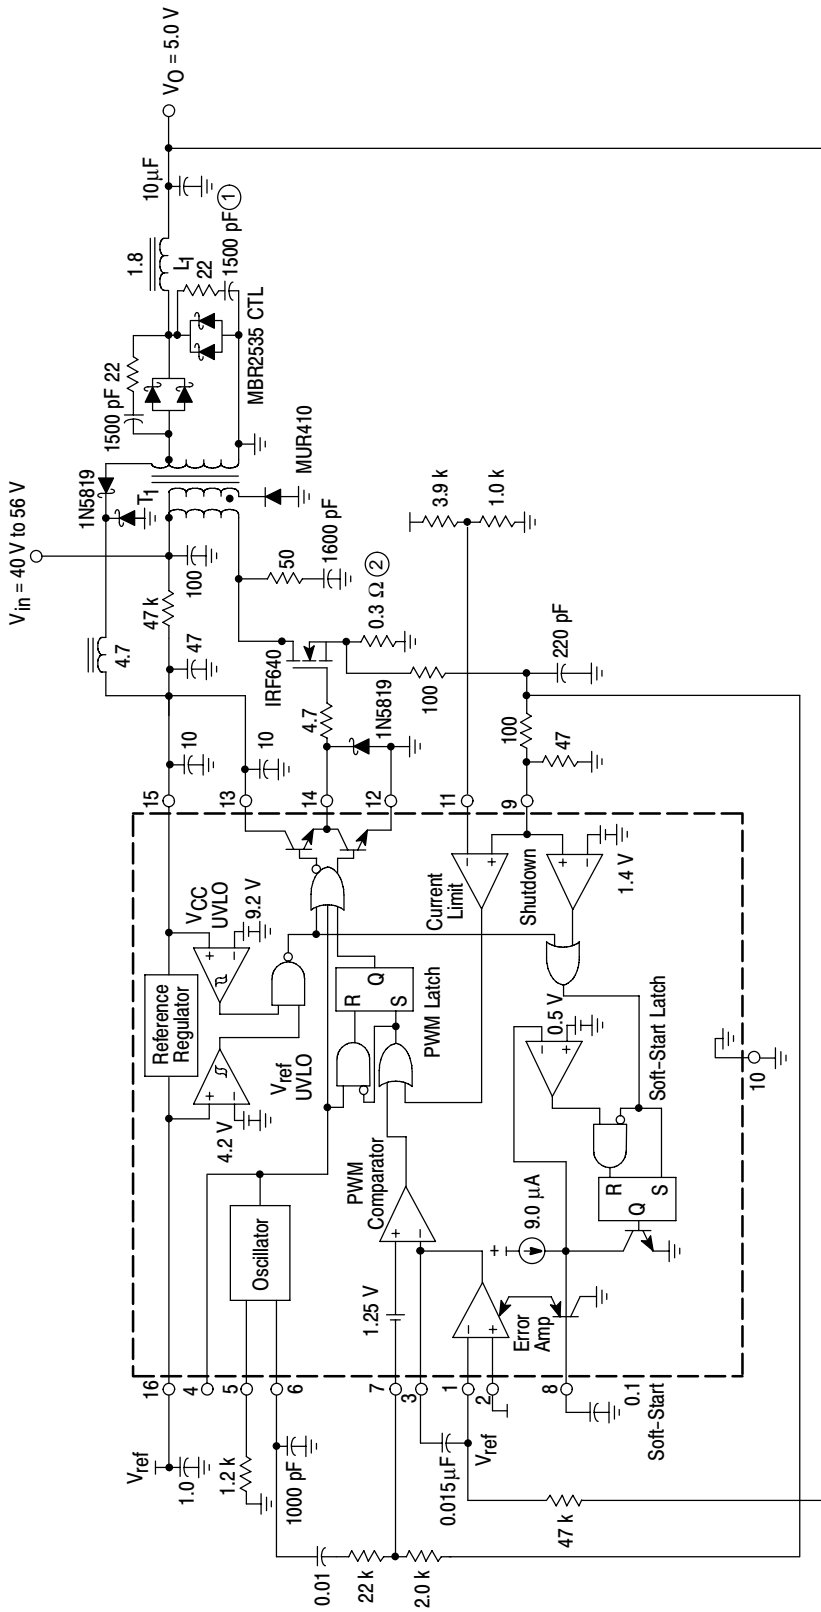 V_in = 40 V to 56 V
4.7
1N5819
1500 pF 22
1.8
10 μF
V_O = 5.0 V
T_1
L_1
22
1500 pF ①
MBR2535 CTL
47 k
100
47
10
MUR410
50
1600 pF
10
IRF640
4.7
0.3 Ω ②
1N5819
100
3.9 k
1.0 k
100
220 pF
47
15
13
14
12
11
9
V_CC
UVLO
9.2 V
Reference
Regulator
V_ref
UVLO
4.2 V
R
Q
S
PWM Latch
Current
Limit
Shutdown
1.4 V
Oscillator
PWM
Comparator
1.25 V
0.5 V
Soft-Start Latch
9.0 μA
R
Q
S
Error
Amp
10
16
4
5
6
7
3
1
2
8
V_ref
1.0
1.2 k
1000 pF
0.01
22 k
2.0 k
0.015 μF
V_ref
47 k
0.1
Soft-Start